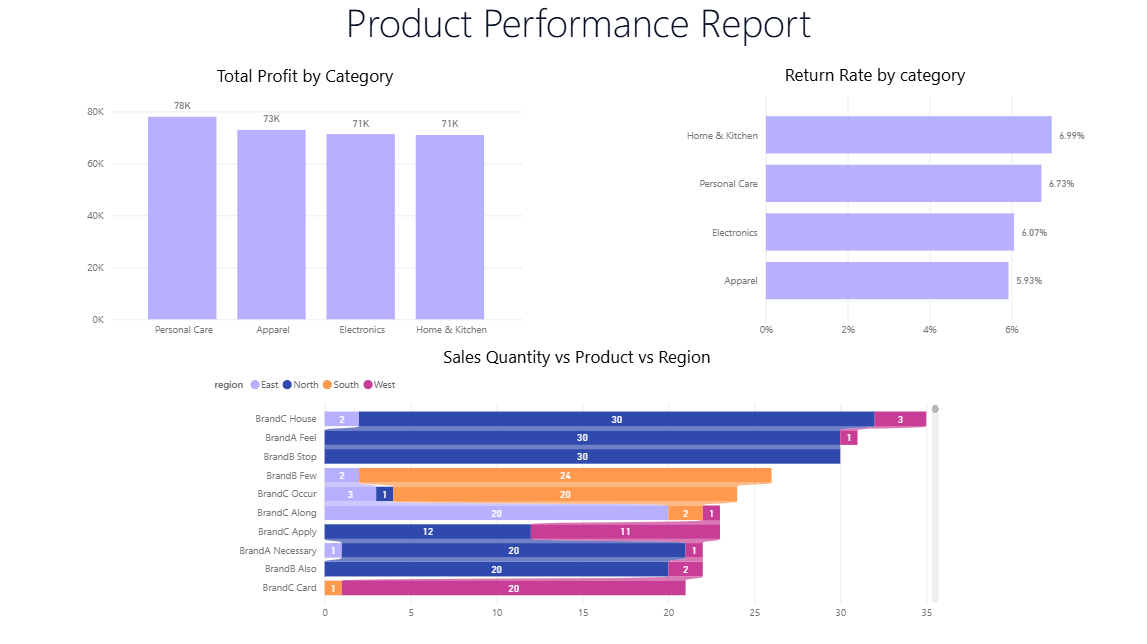 Product Performance Report
Total Profit by Category
80K
60K
40K
20K
0K
78K
73K
71K
71K
Personal Care
Apparel
Electronics
Home & Kitchen
Return Rate by category
Home & Kitchen
6.99%
Personal Care
6.73%
Electronics
6.07%
Apparel
5.93%
0%
2%
4%
6%
Sales Quantity vs Product vs Region
region East North South West
BrandC House 2 30 3
BrandA Feel 30 1
BrandB Stop 30
BrandB Few 2 24
BrandC Occur 3 1 20
BrandC Along 20 2 1
BrandC Apply 12 11
BrandA Necessary 1 20 1
BrandB Also 20 2
BrandC Card 1 20
0 5 10 15 20 25 30 35